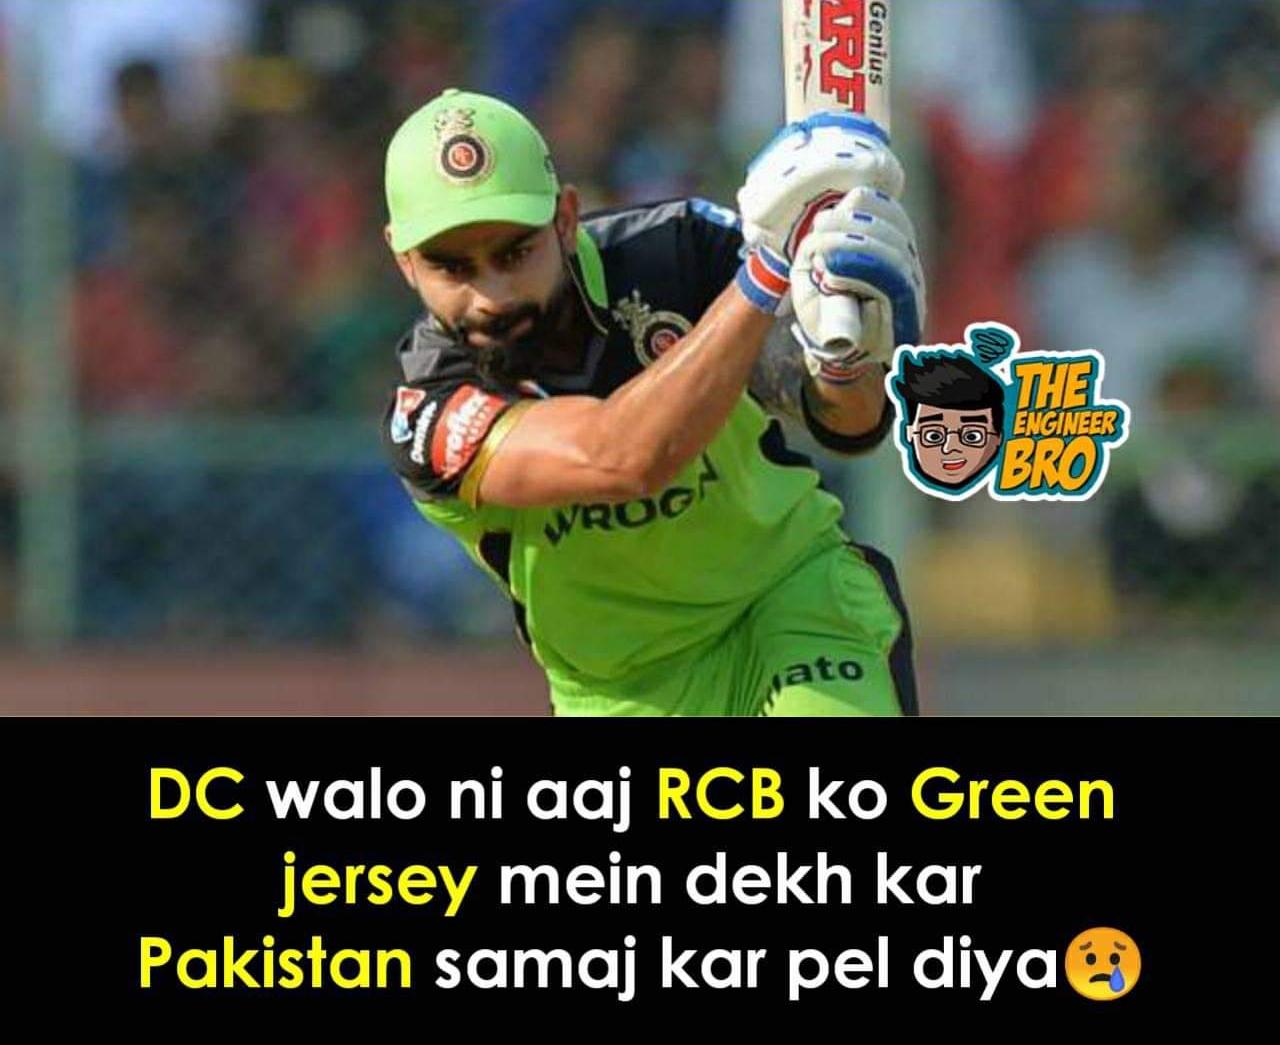 Genius
WROGN
ato
THE
ENGINEER
BRO
DC walo ni aaj RCB ko Green
jersey mein dekh kar
Pakistan samaj kar pel diya😢